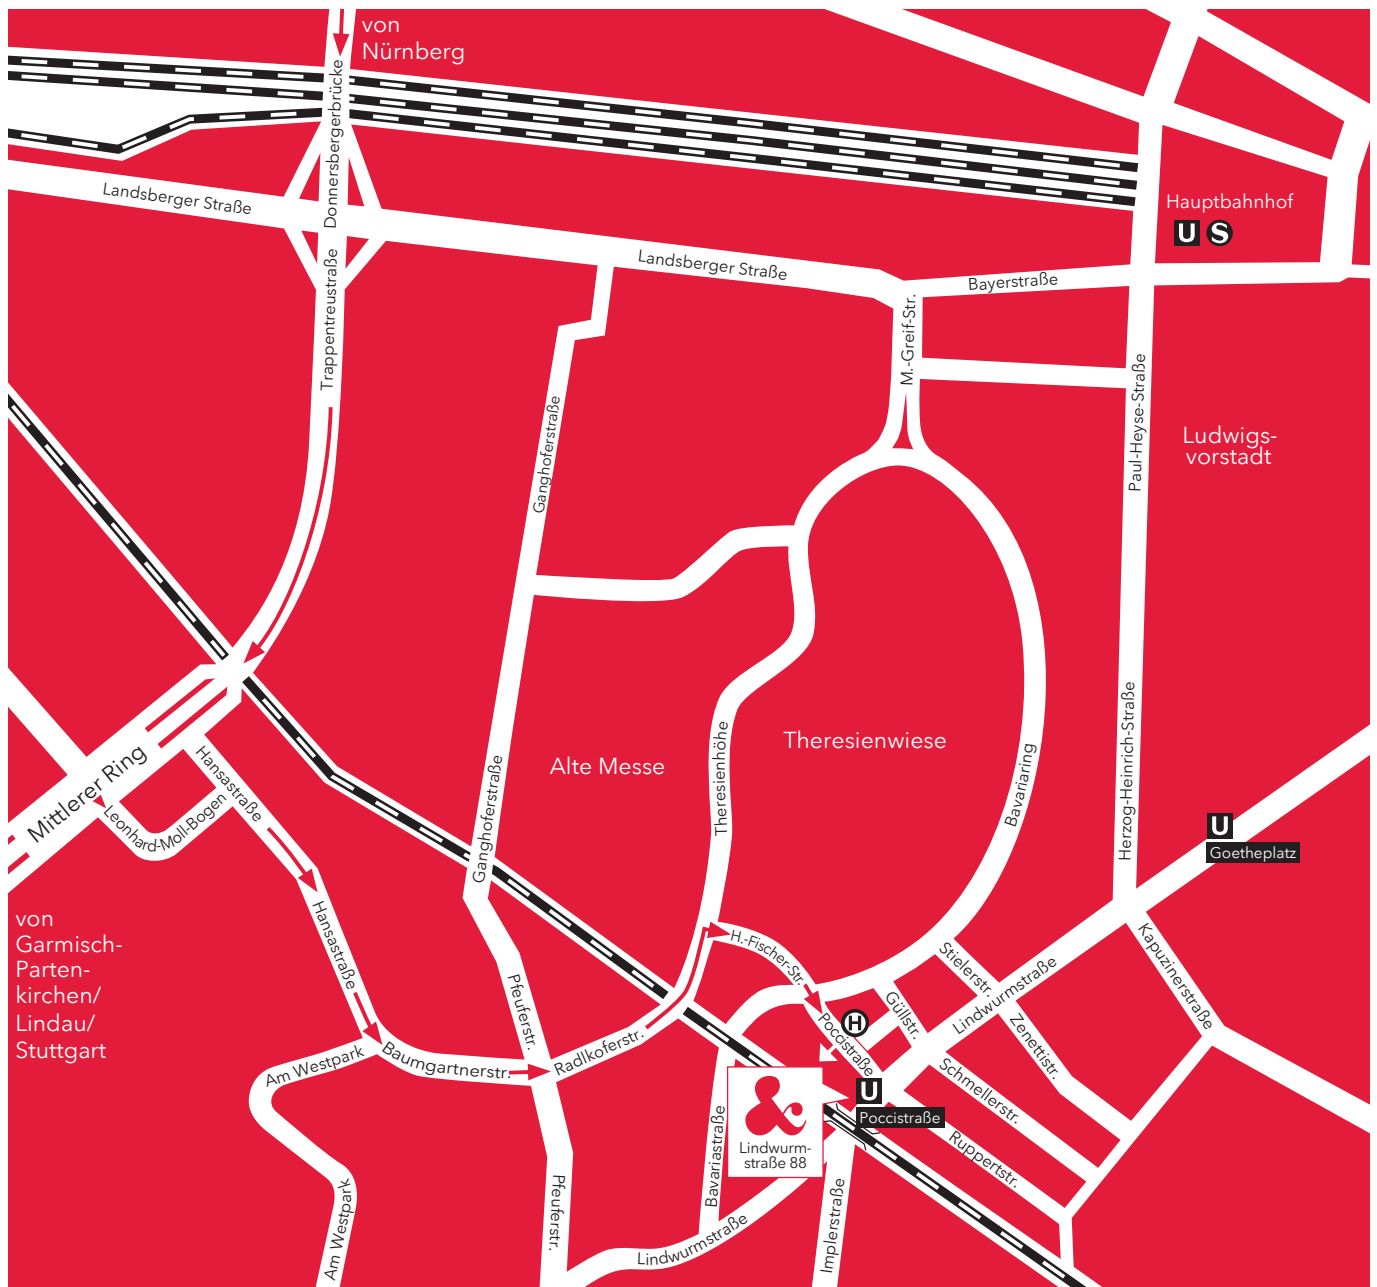 von
Nürnberg
Donnersbergerbrücke
Landsberger Straße
Hauptbahnhof
U S
Landsberger Straße
Bayerstraße
Trappentreustraße
M.-Greif-Str.
Paul-Heyse-Straße
Ganghoferstraße
Ludwigs-
vorstadt
Theresienwiese
Alte Messe
Theresienhöhe
Bavariaring
Herzog-Heinrich-Straße
Mittlerer Ring
Hansastraße
Leonhard-Moll-Bogen
Ganghoferstraße
U
Goetheplatz
von
Garmisch-
Parten-
kirchen/
Lindau/
Stuttgart
Hansastraße
H.-Fischer-Str.
Stielerstr.
Lindwurmstraße
Kapuzinerstraße
Pfeuferstr.
Güllstr.
Zenettistr.
H
Poccistraße
Am Westpark
Baumgartnerstr.
Radlkoferstr.
Schmellerstr.
U
Poccistraße
&
Lindwurm-
straße 88
Bavariastraße
Ruppertstr.
Am Westpark
Pfeuferstr.
Lindwurmstraße
Implerstraße